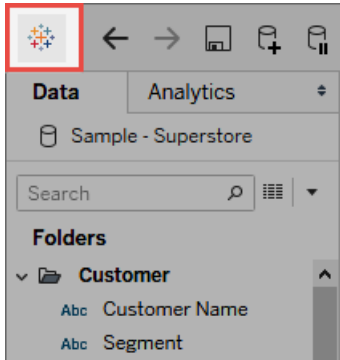 Data Analytics
Sample - Superstore
Search
Folders
Customer
Abc Customer Name
Abc Segment